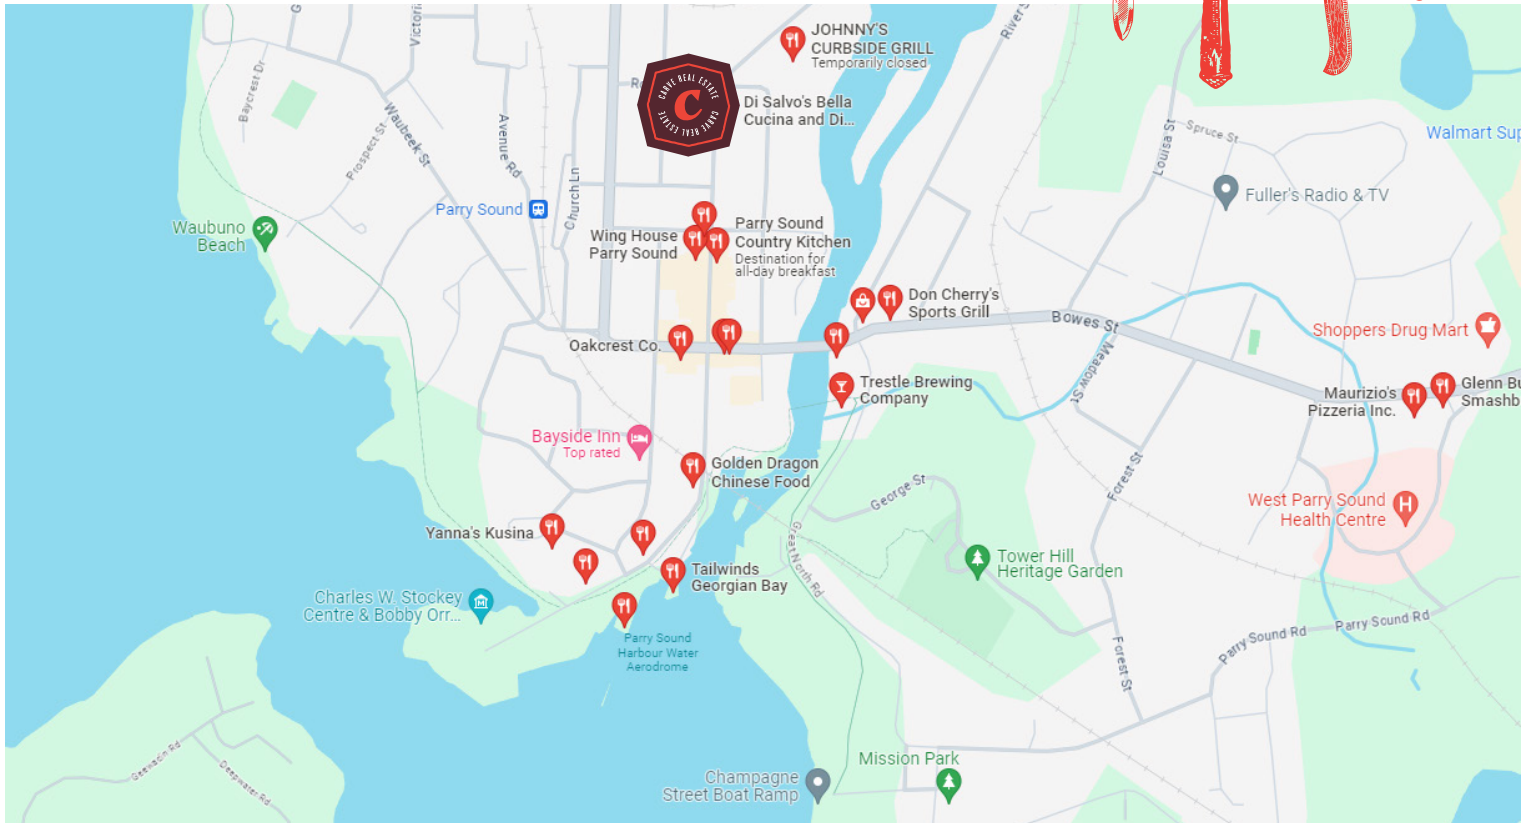 JOHNNY'S
CURBSIDE GRILL
Temporarily closed
CARVE REAL ESTATE
C
CARVE REAL ESTATE
Di Salvo's Bella
Cucina and Di...
Baycrest Dr
Prospect St
Waubeek St
Avenue Rd
Church Ln
Louisa St
Spruce St
Fuller's Radio & TV
Parry Sound
Waubuno
Beach
Wing House
Parry Sound
Parry Sound
Country Kitchen
Destination for
all-day breakfast
Don Cherry's
Sports Grill
Bowes St
Meadow St
Shoppers Drug Mart
Oakcrest Co.
Trestle Brewing
Company
Maurizio's
Pizzeria Inc.
Bayside Inn
Top rated
Golden Dragon
Chinese Food
George St
Forest St
West Parry Sound
Health Centre
H
Yanna's Kusina
Great North Rd
Tower Hill
Heritage Garden
Tailwinds
Georgian Bay
Charles W. Stockey
Centre & Bobby Orr...
Parry Sound
Harbour Water
Aerodrome
Parry Sound Rd
Parry Sound Rd
Forest St
Deepwater Rd
Mission Park
Champagne
Street Boat Ramp